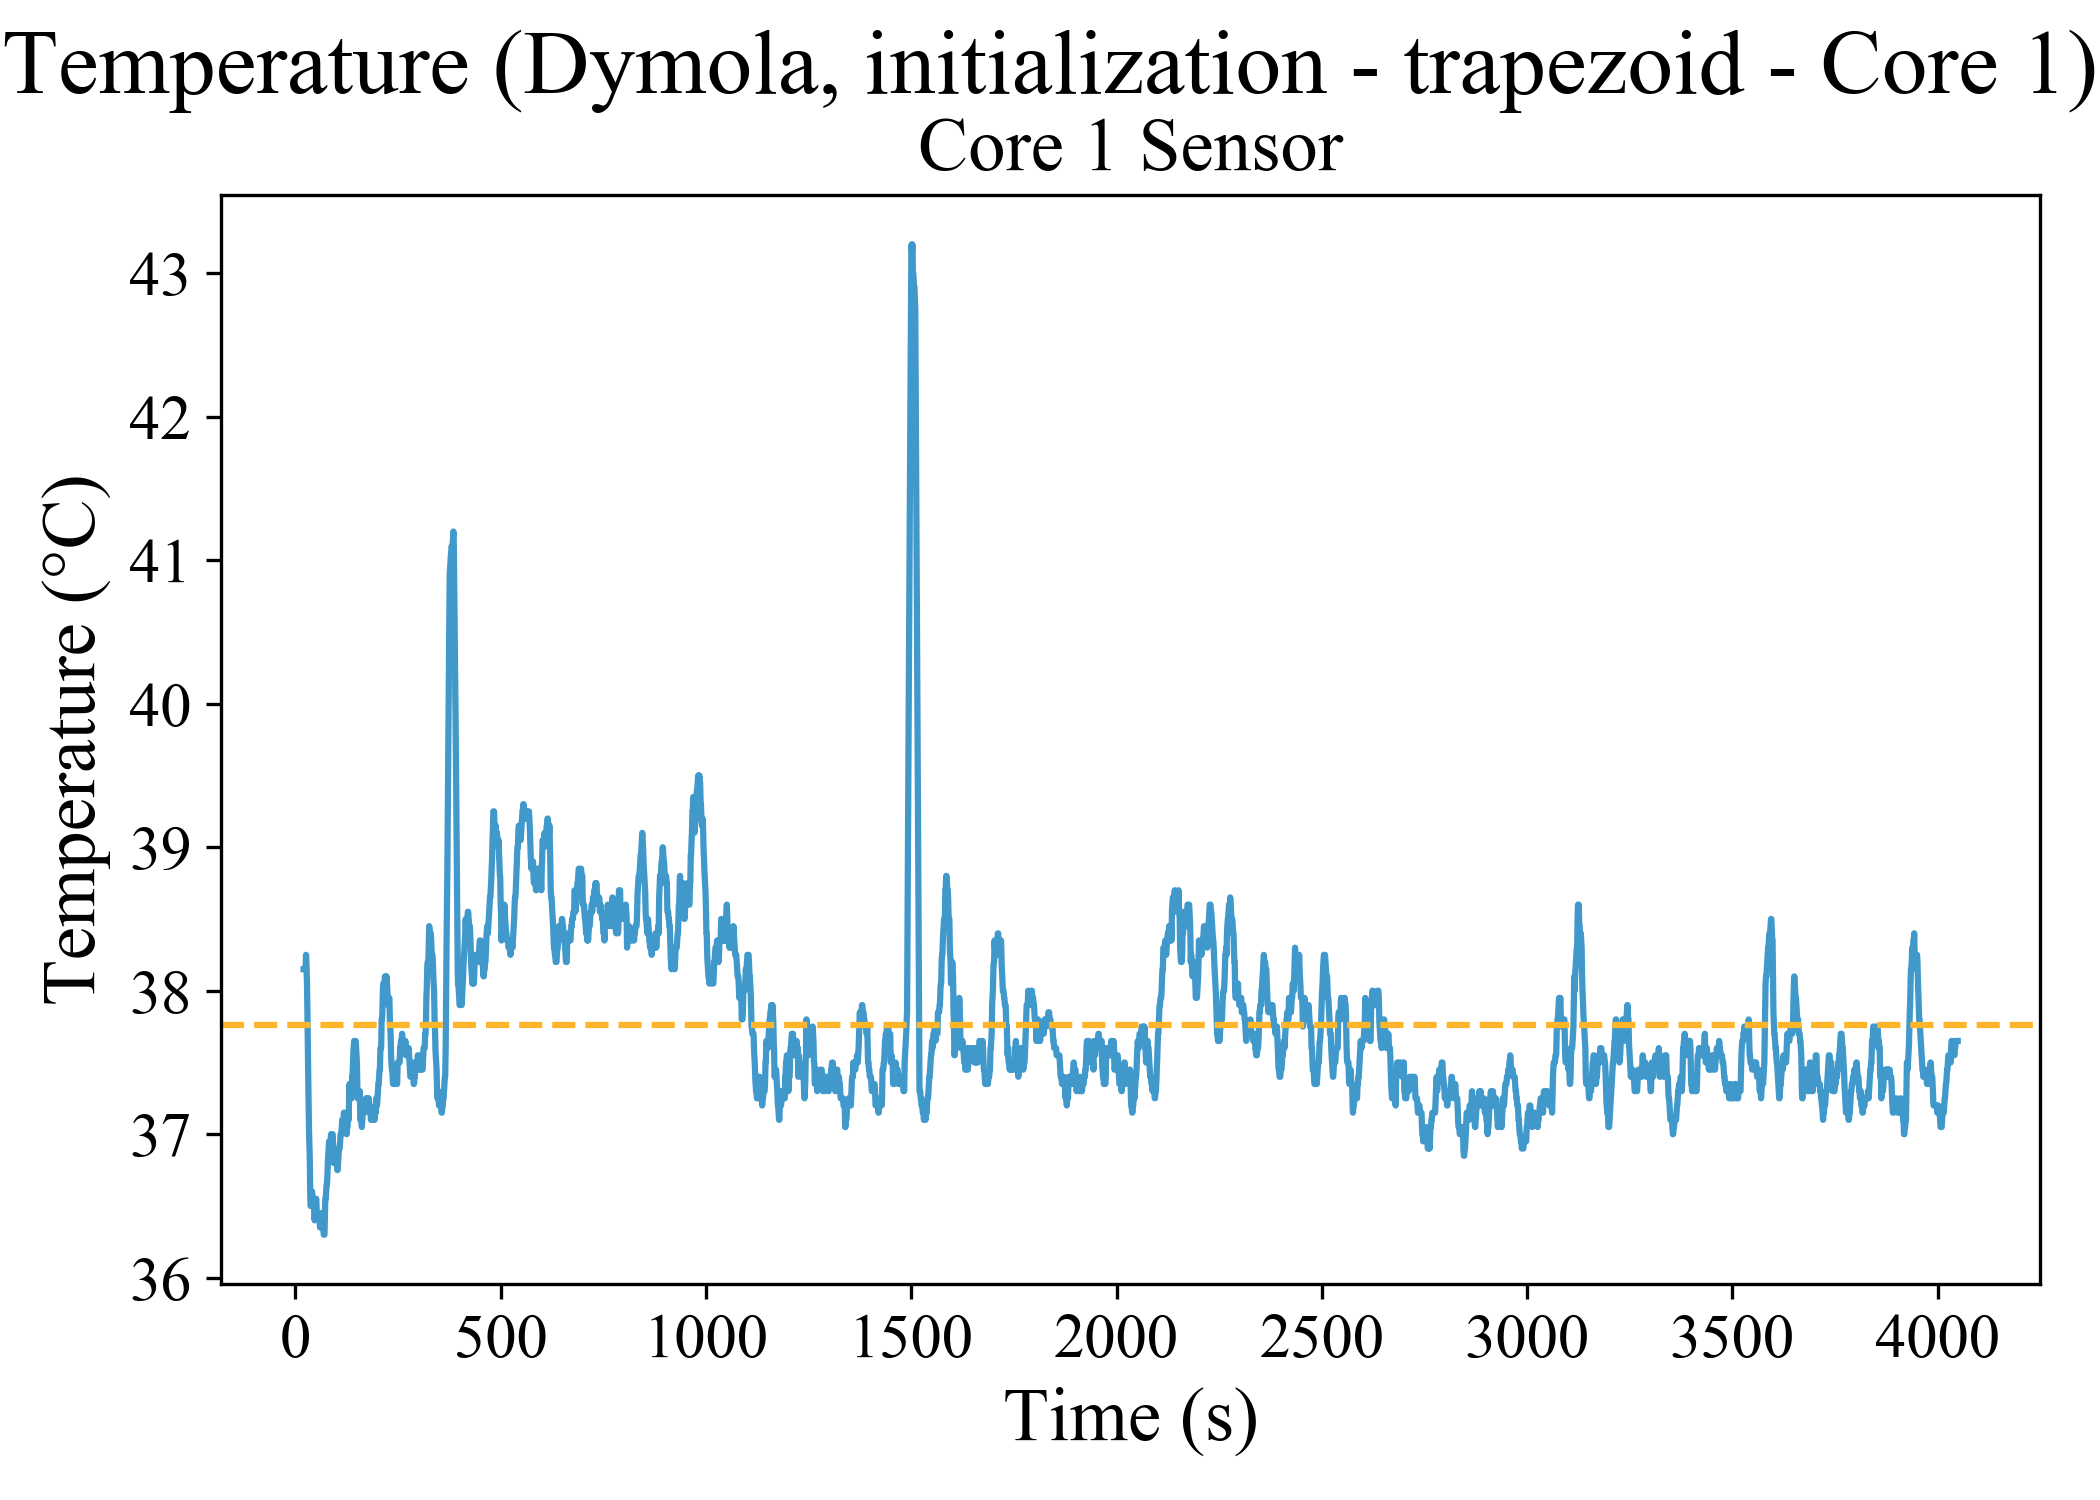 Temperature (Dymola, initialization - trapezoid - Core 1)
Core 1 Sensor
Temperature (°C)
43
42
41
40
39
38
37
36
0 500 1000 1500 2000 2500 3000 3500 4000
Time (s)